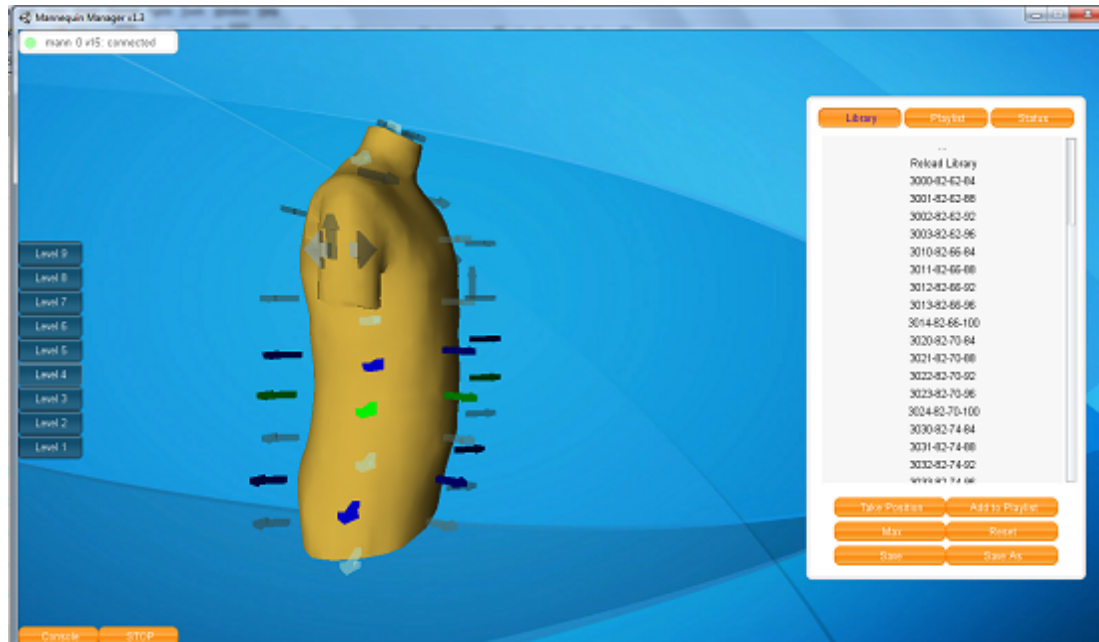 Mannequin Manager v1.3
mann 0 v15: connected
Library
Playlist
Status
...
Reload Library
3000-82-62-84
3001-82-62-88
3002-82-62-92
3003-82-62-96
3010-82-66-84
3011-82-66-88
3012-82-66-92
3013-82-66-96
3014-82-66-100
3020-82-70-84
3021-82-70-88
3022-82-70-92
3023-82-70-96
3024-82-70-100
3030-82-74-84
3031-82-74-88
3032-82-74-92
3033-82-74-96
Take Position
Add to Playlist
Max
Reset
Save
Save As
Level 9
Level 8
Level 7
Level 6
Level 5
Level 4
Level 3
Level 2
Level 1
Console
STOP